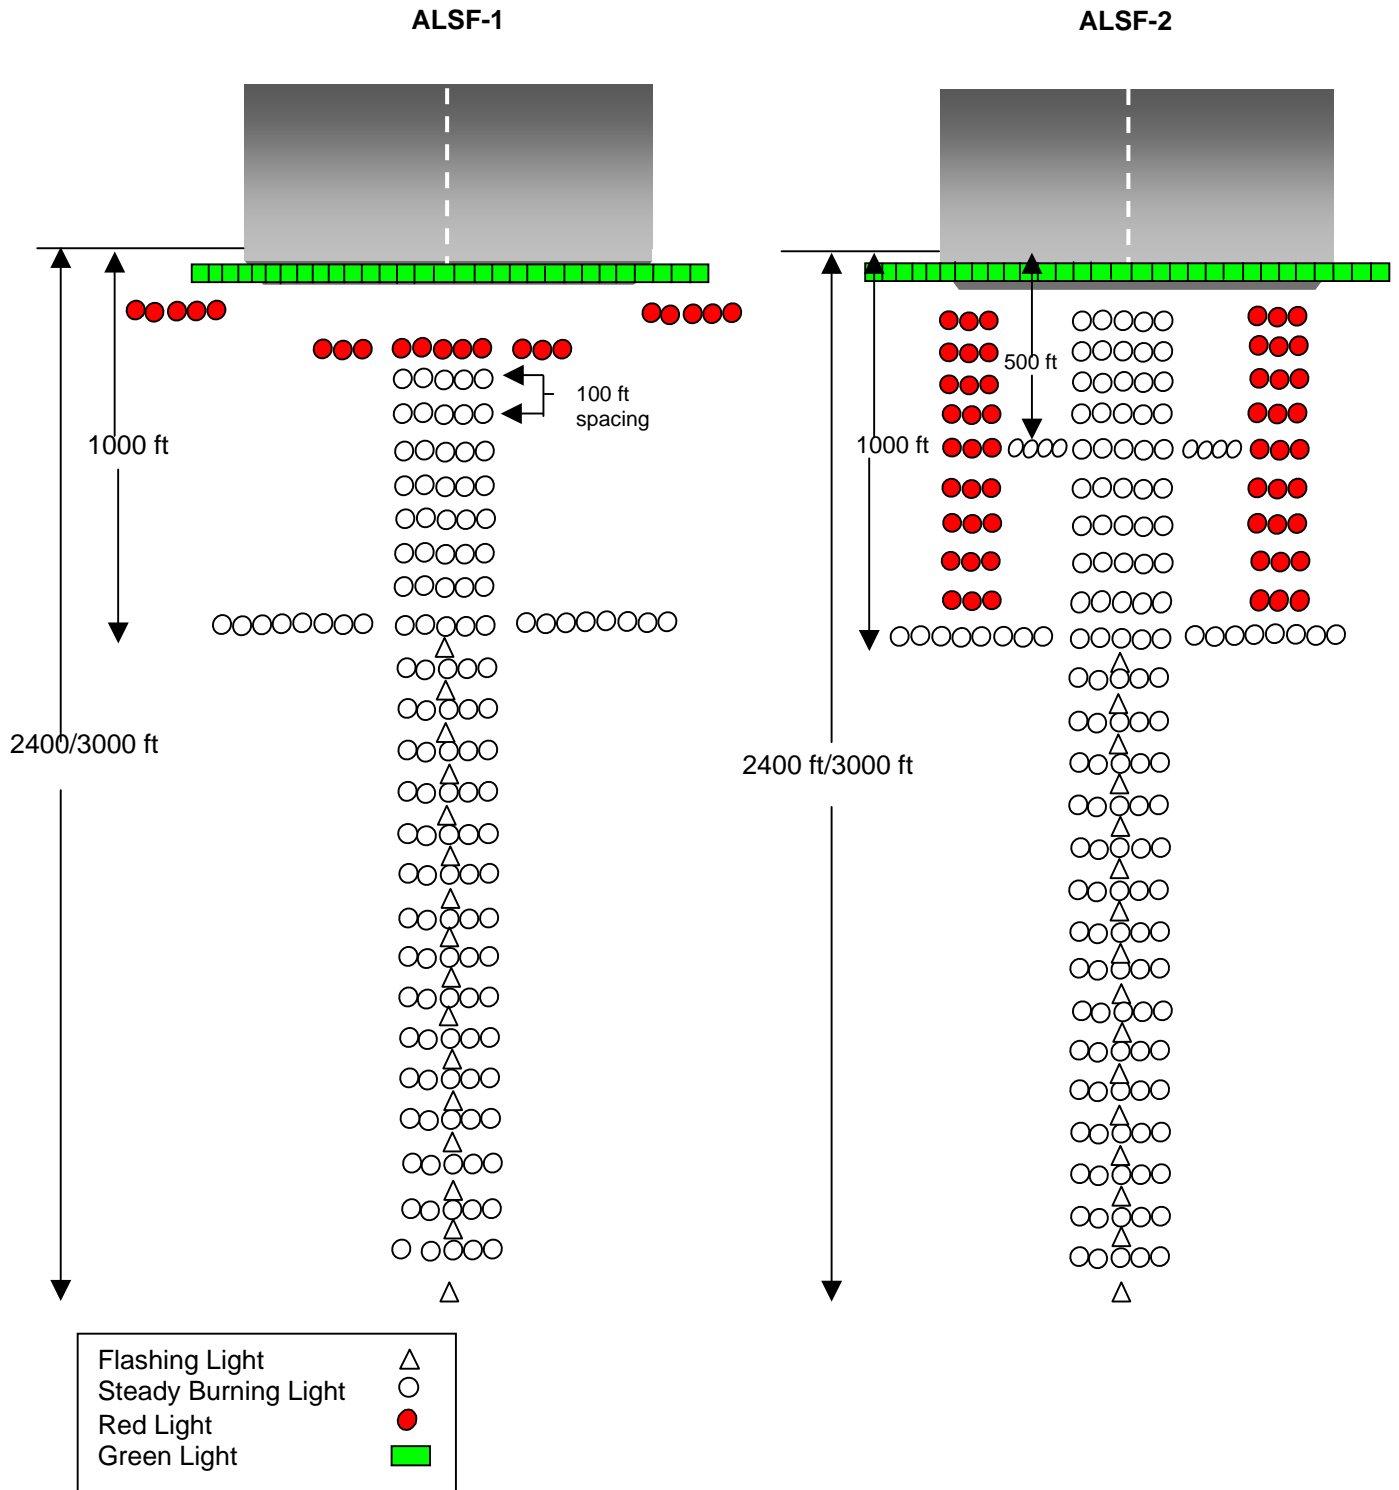 ALSF-1
ALSF-2
100 ft
spacing
1000 ft
2400/3000 ft
500 ft
1000 ft
2400 ft/3000 ft
Flashing Light
Steady Burning Light
Red Light
Green Light